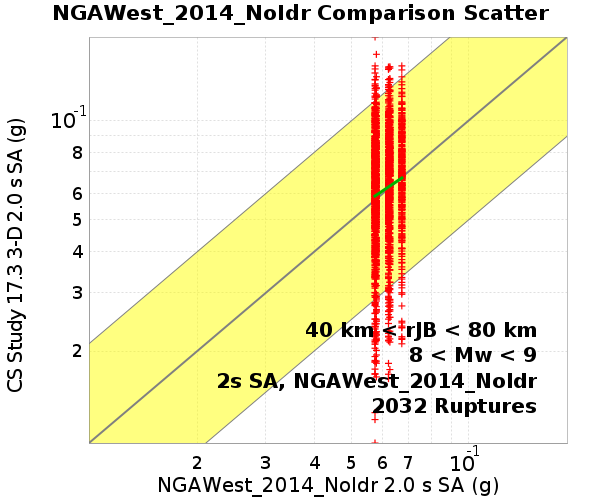 NGAWest_2014_NoIdr Comparison Scatter
CS Study 17.3 3-D 2.0 s SA (g)
10-1
8
6
5
4
3
2
40 km < rJB < 80 km
8 < Mw < 9
2s SA, NGAWest_2014_NoIdr
2032 Ruptures
2 3 4 5 6 7 10-1
NGAWest_2014_NoIdr 2.0 s SA (g)